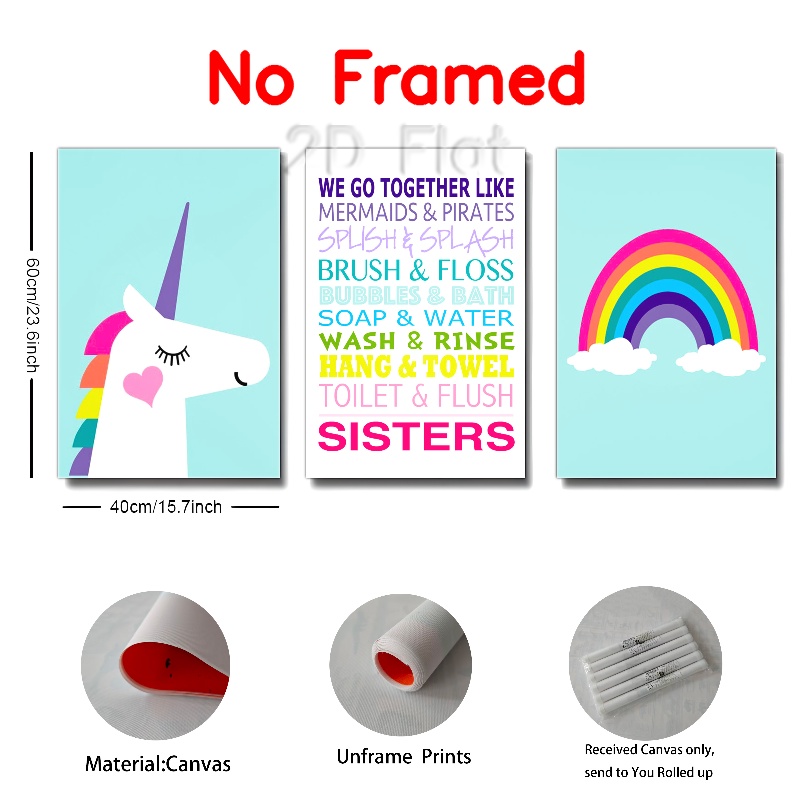 No Framed
2D Flat
WE GO TOGETHER LIKE
MERMAIDS & PIRATES
SPLISH & SPLASH
BRUSH & FLOSS
BUBBLES & BATH
SOAP & WATER
WASH & RINSE
HANG & TOWEL
TOILET & FLUSH
SISTERS
60cm/23.6inch
40cm/15.7inch
Material:Canvas
Unframe Prints
Received Canvas only,
send to You Rolled up